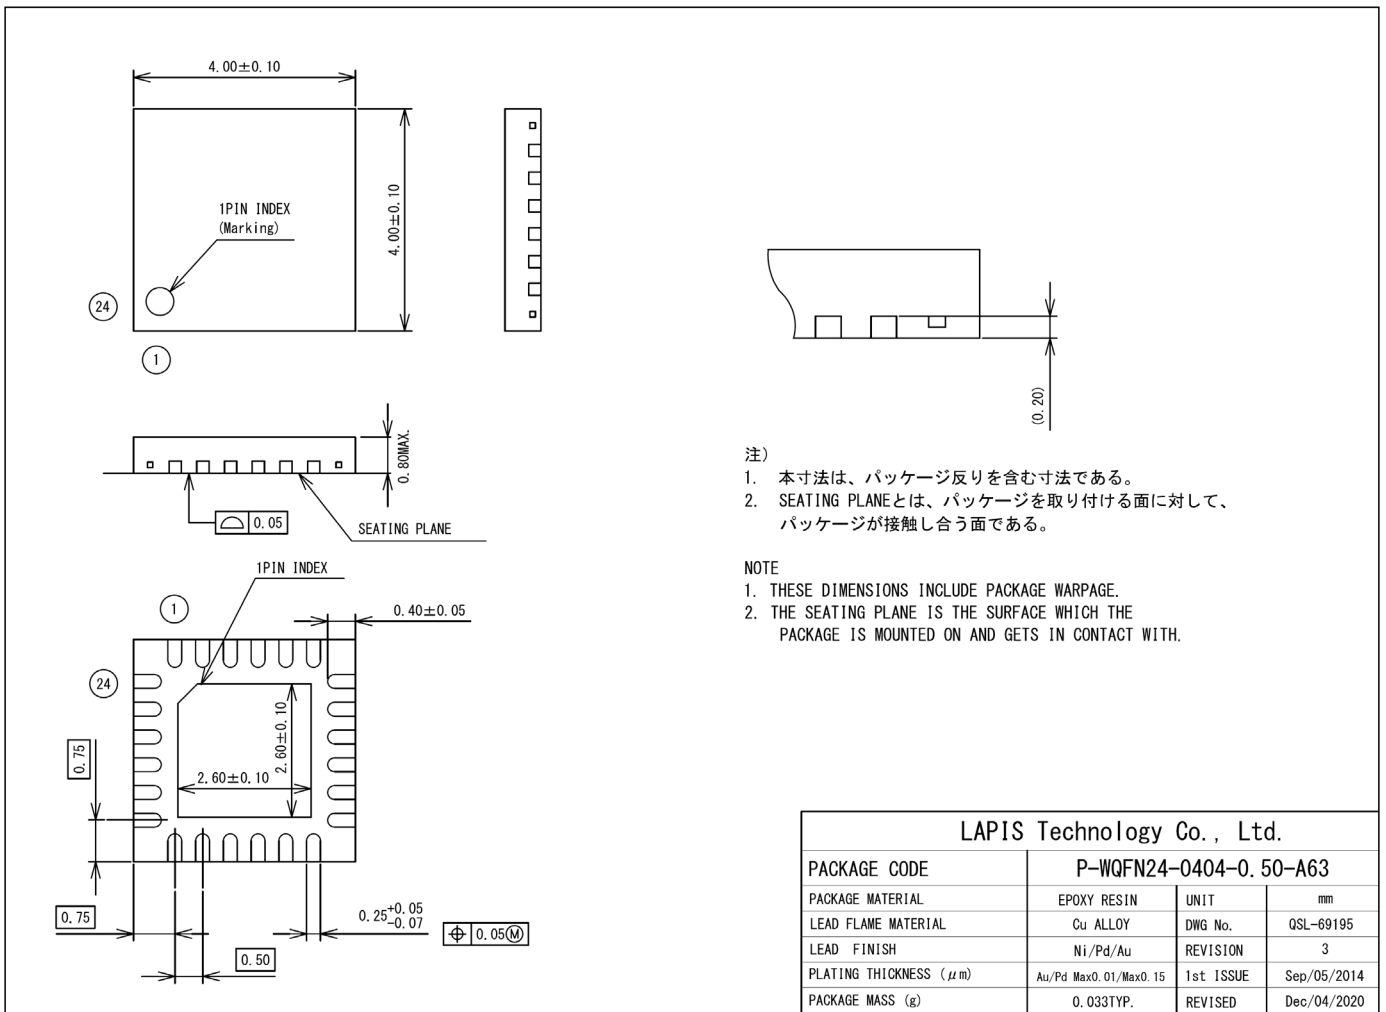 4.00±0.10
4.00±0.10
1PIN INDEX
(Marking)
24
1
0.80MAX.
0.05
SEATING PLANE
1PIN INDEX
1
0.40±0.05
24
0.75
2.60±0.10
2.60±0.10
0.75
0.25+0.05
-0.07
0.05Ⓜ
0.50
(0.20)
注)
1. 本寸法は、パッケージ反りを含む寸法である。
2. SEATING PLANEとは、パッケージを取り付ける面に対して、
パッケージが接触し合う面である。
NOTE
1. THESE DIMENSIONS INCLUDE PACKAGE WARPAGE.
2. THE SEATING PLANE IS THE SURFACE WHICH THE
PACKAGE IS MOUNTED ON AND GETS IN CONTACT WITH.
LAPIS Technology Co., Ltd.
PACKAGE CODE P-WQFN24-0404-0.50-A63
PACKAGE MATERIAL EPOXY RESIN UNIT mm
LEAD FLAME MATERIAL Cu ALLOY DWG No. QSL-69195
LEAD FINISH Ni/Pd/Au REVISION 3
PLATING THICKNESS (μm) Au/Pd Max0.01/Max0.15 1st ISSUE Sep/05/2014
PACKAGE MASS (g) 0.033TYP. REVISED Dec/04/2020